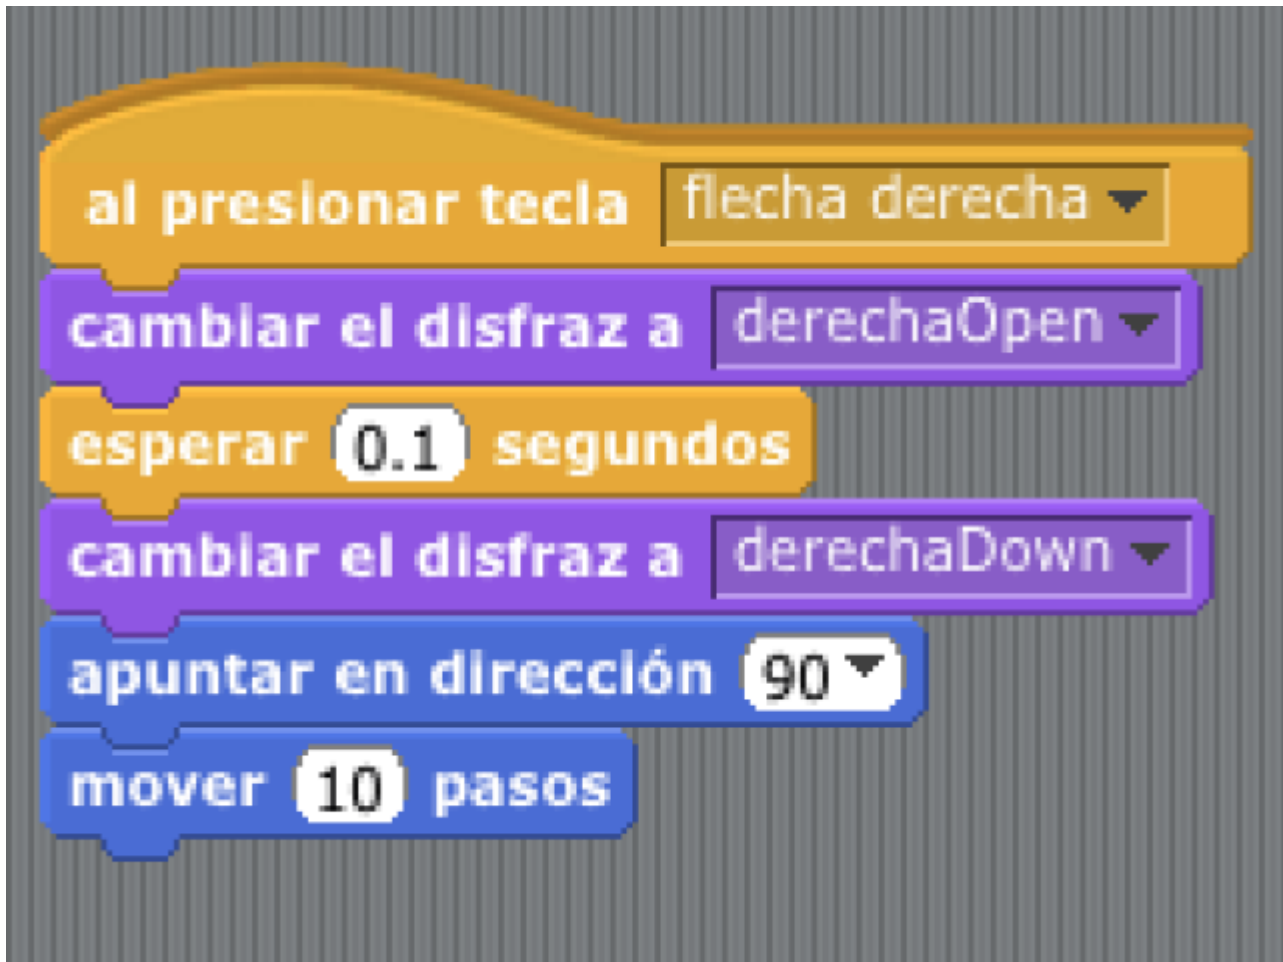 al presionar tecla flecha derecha
cambiar el disfraz a derechaOpen
esperar 0.1 segundos
cambiar el disfraz a derechaDown
apuntar en dirección 90
mover 10 pasos